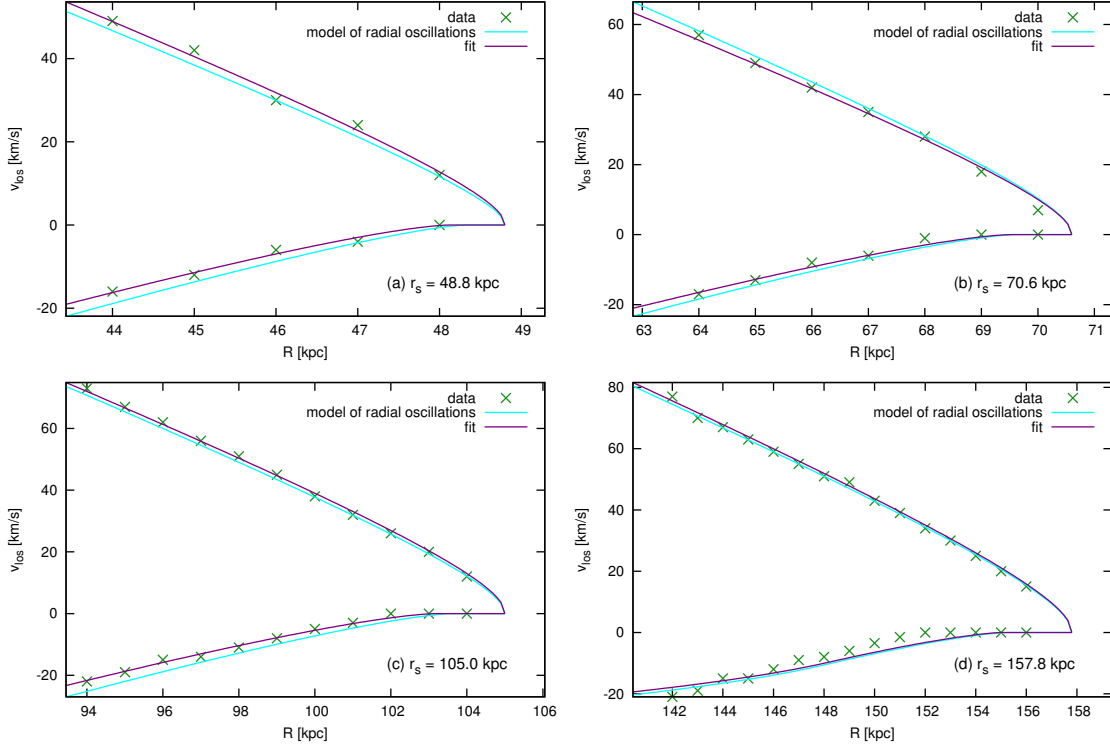 data
model of radial oscillations
fit
40
20
0
-20
v_los [km/s]
(a) r_s = 48.8 kpc
44 45 46 47 48 49
R [kpc]
data
model of radial oscillations
fit
60
40
20
0
-20
v_los [km/s]
(b) r_s = 70.6 kpc
63 64 65 66 67 68 69 70 71
R [kpc]
data
model of radial oscillations
fit
60
40
20
0
-20
v_los [km/s]
(c) r_s = 105.0 kpc
94 96 98 100 102 104 106
R [kpc]
data
model of radial oscillations
fit
80
60
40
20
0
-20
v_los [km/s]
(d) r_s = 157.8 kpc
142 144 146 148 150 152 154 156 158
R [kpc]